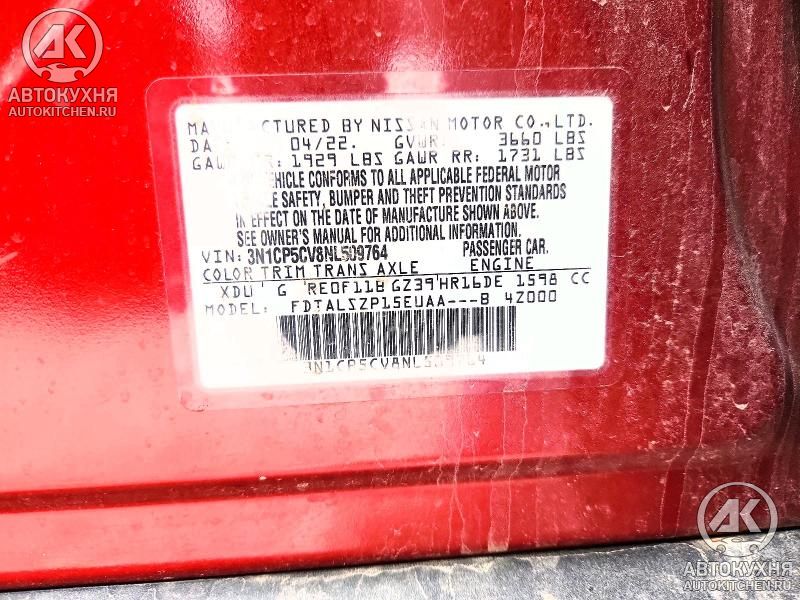 АК
АВТОКУХНЯ
AUTOKITCHEN.RU
MANUFACTURED BY NISSAN MOTOR CO.,LTD.
DA 04/22. GVWR: 3660 LBS
GAWR FR: 1929 LBS GAWR RR: 1731 LBS
VEHICLE CONFORMS TO ALL APPLICABLE FEDERAL MOTOR
VEHICLE SAFETY, BUMPER AND THEFT PREVENTION STANDARDS
IN EFFECT ON THE DATE OF MANUFACTURE SHOWN ABOVE.
SEE OWNER'S MANUAL FOR ADDITIONAL INFORMATION.
VIN: 3N1CP5CV8NL509764 PASSENGER CAR.
COLOR TRIM TRANS AXLE ENGINE
XDU G RE0F11B GZ39 HR16DE 1598 CC
MODEL: FDTALSZP15EUAA---B 4Z000
3N1CP5CV8NL509764
АК
АВТОКУХНЯ
AUTOKITCHEN.RU